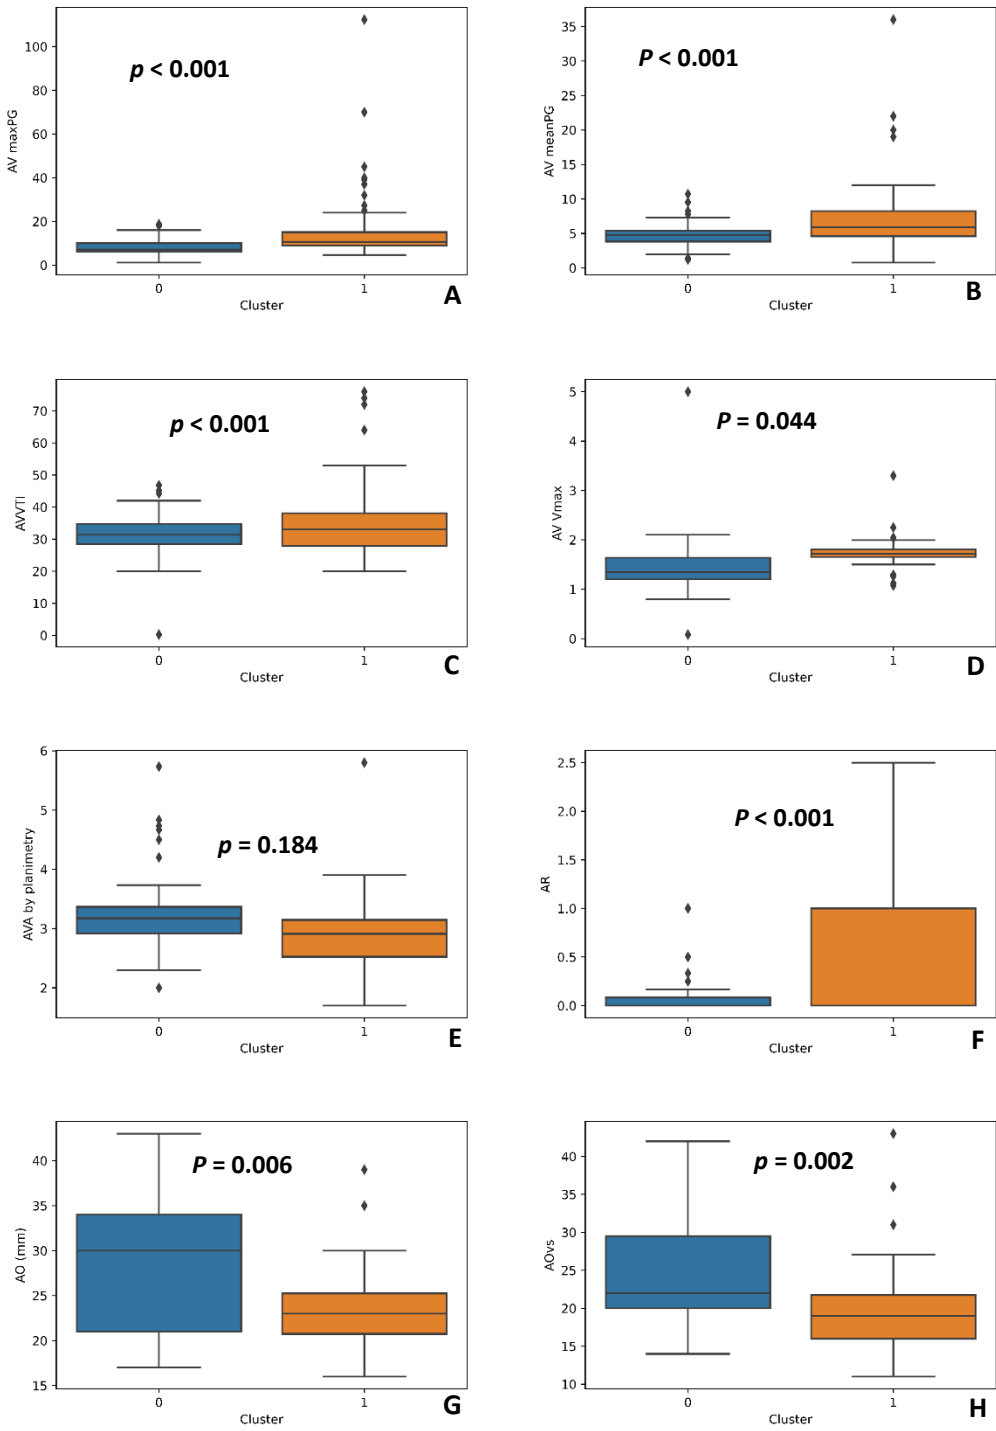 100
80
60
40
20
0
AV maxPG
p < 0.001
0
1
Cluster
A
35
30
25
20
15
10
5
0
AV meanPG
P < 0.001
0
1
Cluster
B
70
60
50
40
30
20
10
0
AVVTI
p < 0.001
0
1
Cluster
C
5
4
3
2
1
0
AV Vmax
P = 0.044
0
1
Cluster
D
6
5
4
3
2
AVA by planimetry
p = 0.184
0
1
Cluster
E
2.5
2.0
1.5
1.0
0.5
0.0
AR
P < 0.001
0
1
Cluster
F
40
35
30
25
20
15
AO (mm)
P = 0.006
0
1
Cluster
G
40
35
30
25
20
15
10
AOvs
p = 0.002
0
1
Cluster
H